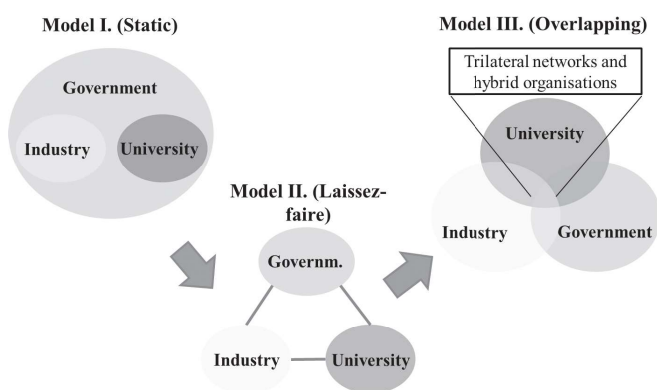 Model I. (Static)
Government
Industry
University
Model II. (Laissez-
faire)
Governm.
Industry
University
Model III. (Overlapping)
Trilateral networks and
hybrid organisations
University
Industry
Government